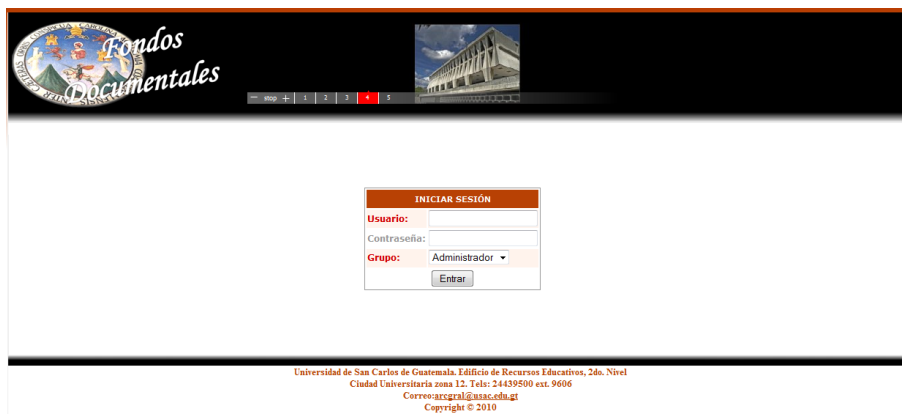 Fondos
Documentales
stop 1 2 3 4 5
INICIAR SESIÓN
Usuario:
Contraseña:
Grupo: Administrador
Entrar
Universidad de San Carlos de Guatemala. Edificio de Recursos Educativos, 2do. Nivel
Ciudad Universitaria zona 12. Tels: 24439500 ext. 9606
Correo:arcgral@usac.edu.gt
Copyright © 2010